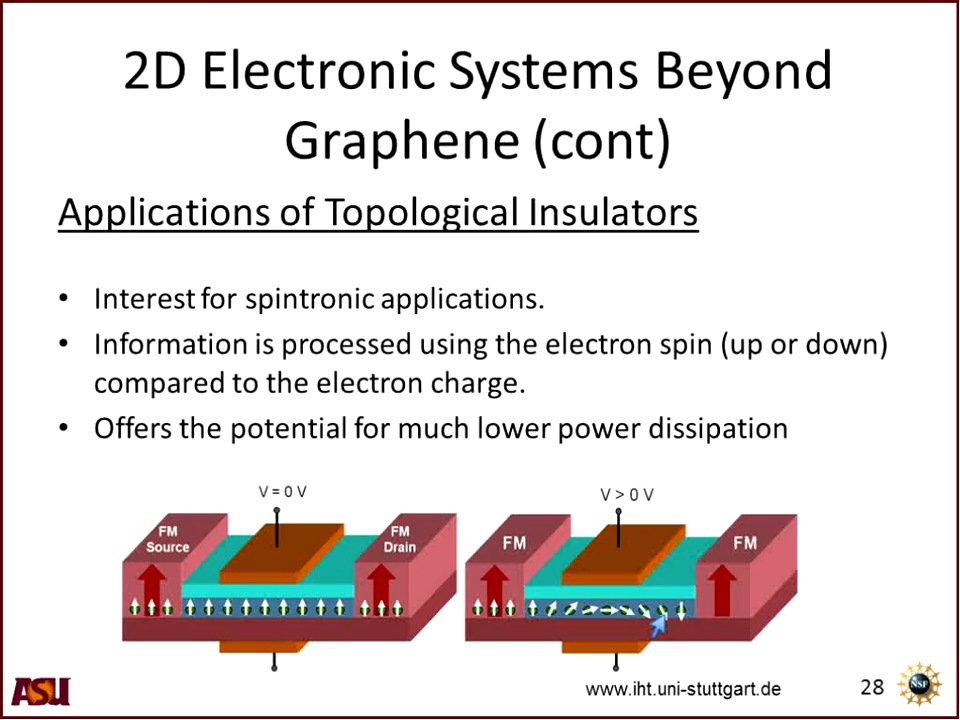 2D Electronic Systems Beyond
Graphene (cont)
Applications of Topological Insulators
• Interest for spintronic applications.
• Information is processed using the electron spin (up or down)
compared to the electron charge.
• Offers the potential for much lower power dissipation
V = 0 V
V > 0 V
FM
Source
FM
Drain
FM
FM
ASU
www.iht.uni-stuttgart.de
28
NSF